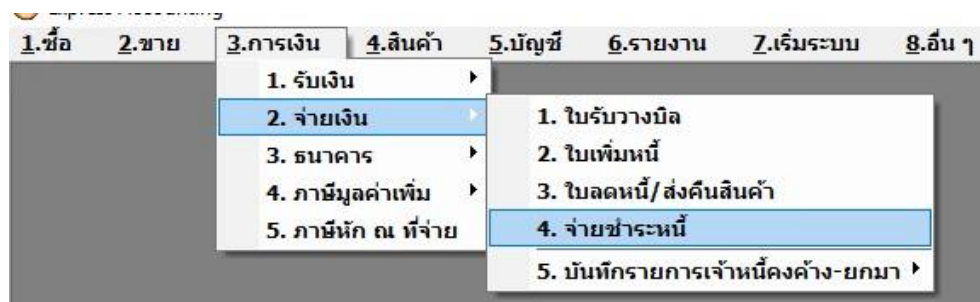 1.ซื้อ 2.ขาย 3.การเงิน 4.สินค้า 5.บัญชี 6.รายงาน 7.เริ่มระบบ 8.อื่น ๆ
1. รับเงิน
2. จ่ายเงิน
3. ธนาคาร
4. ภาษีมูลค่าเพิ่ม
5. ภาษีหัก ณ ที่จ่าย
1. ใบรับวางบิล
2. ใบเพิ่มหนี้
3. ใบลดหนี้/ส่งคืนสินค้า
4. จ่ายชำระหนี้
5. บันทึกรายการเจ้าหนี้คงค้าง-ยกมา